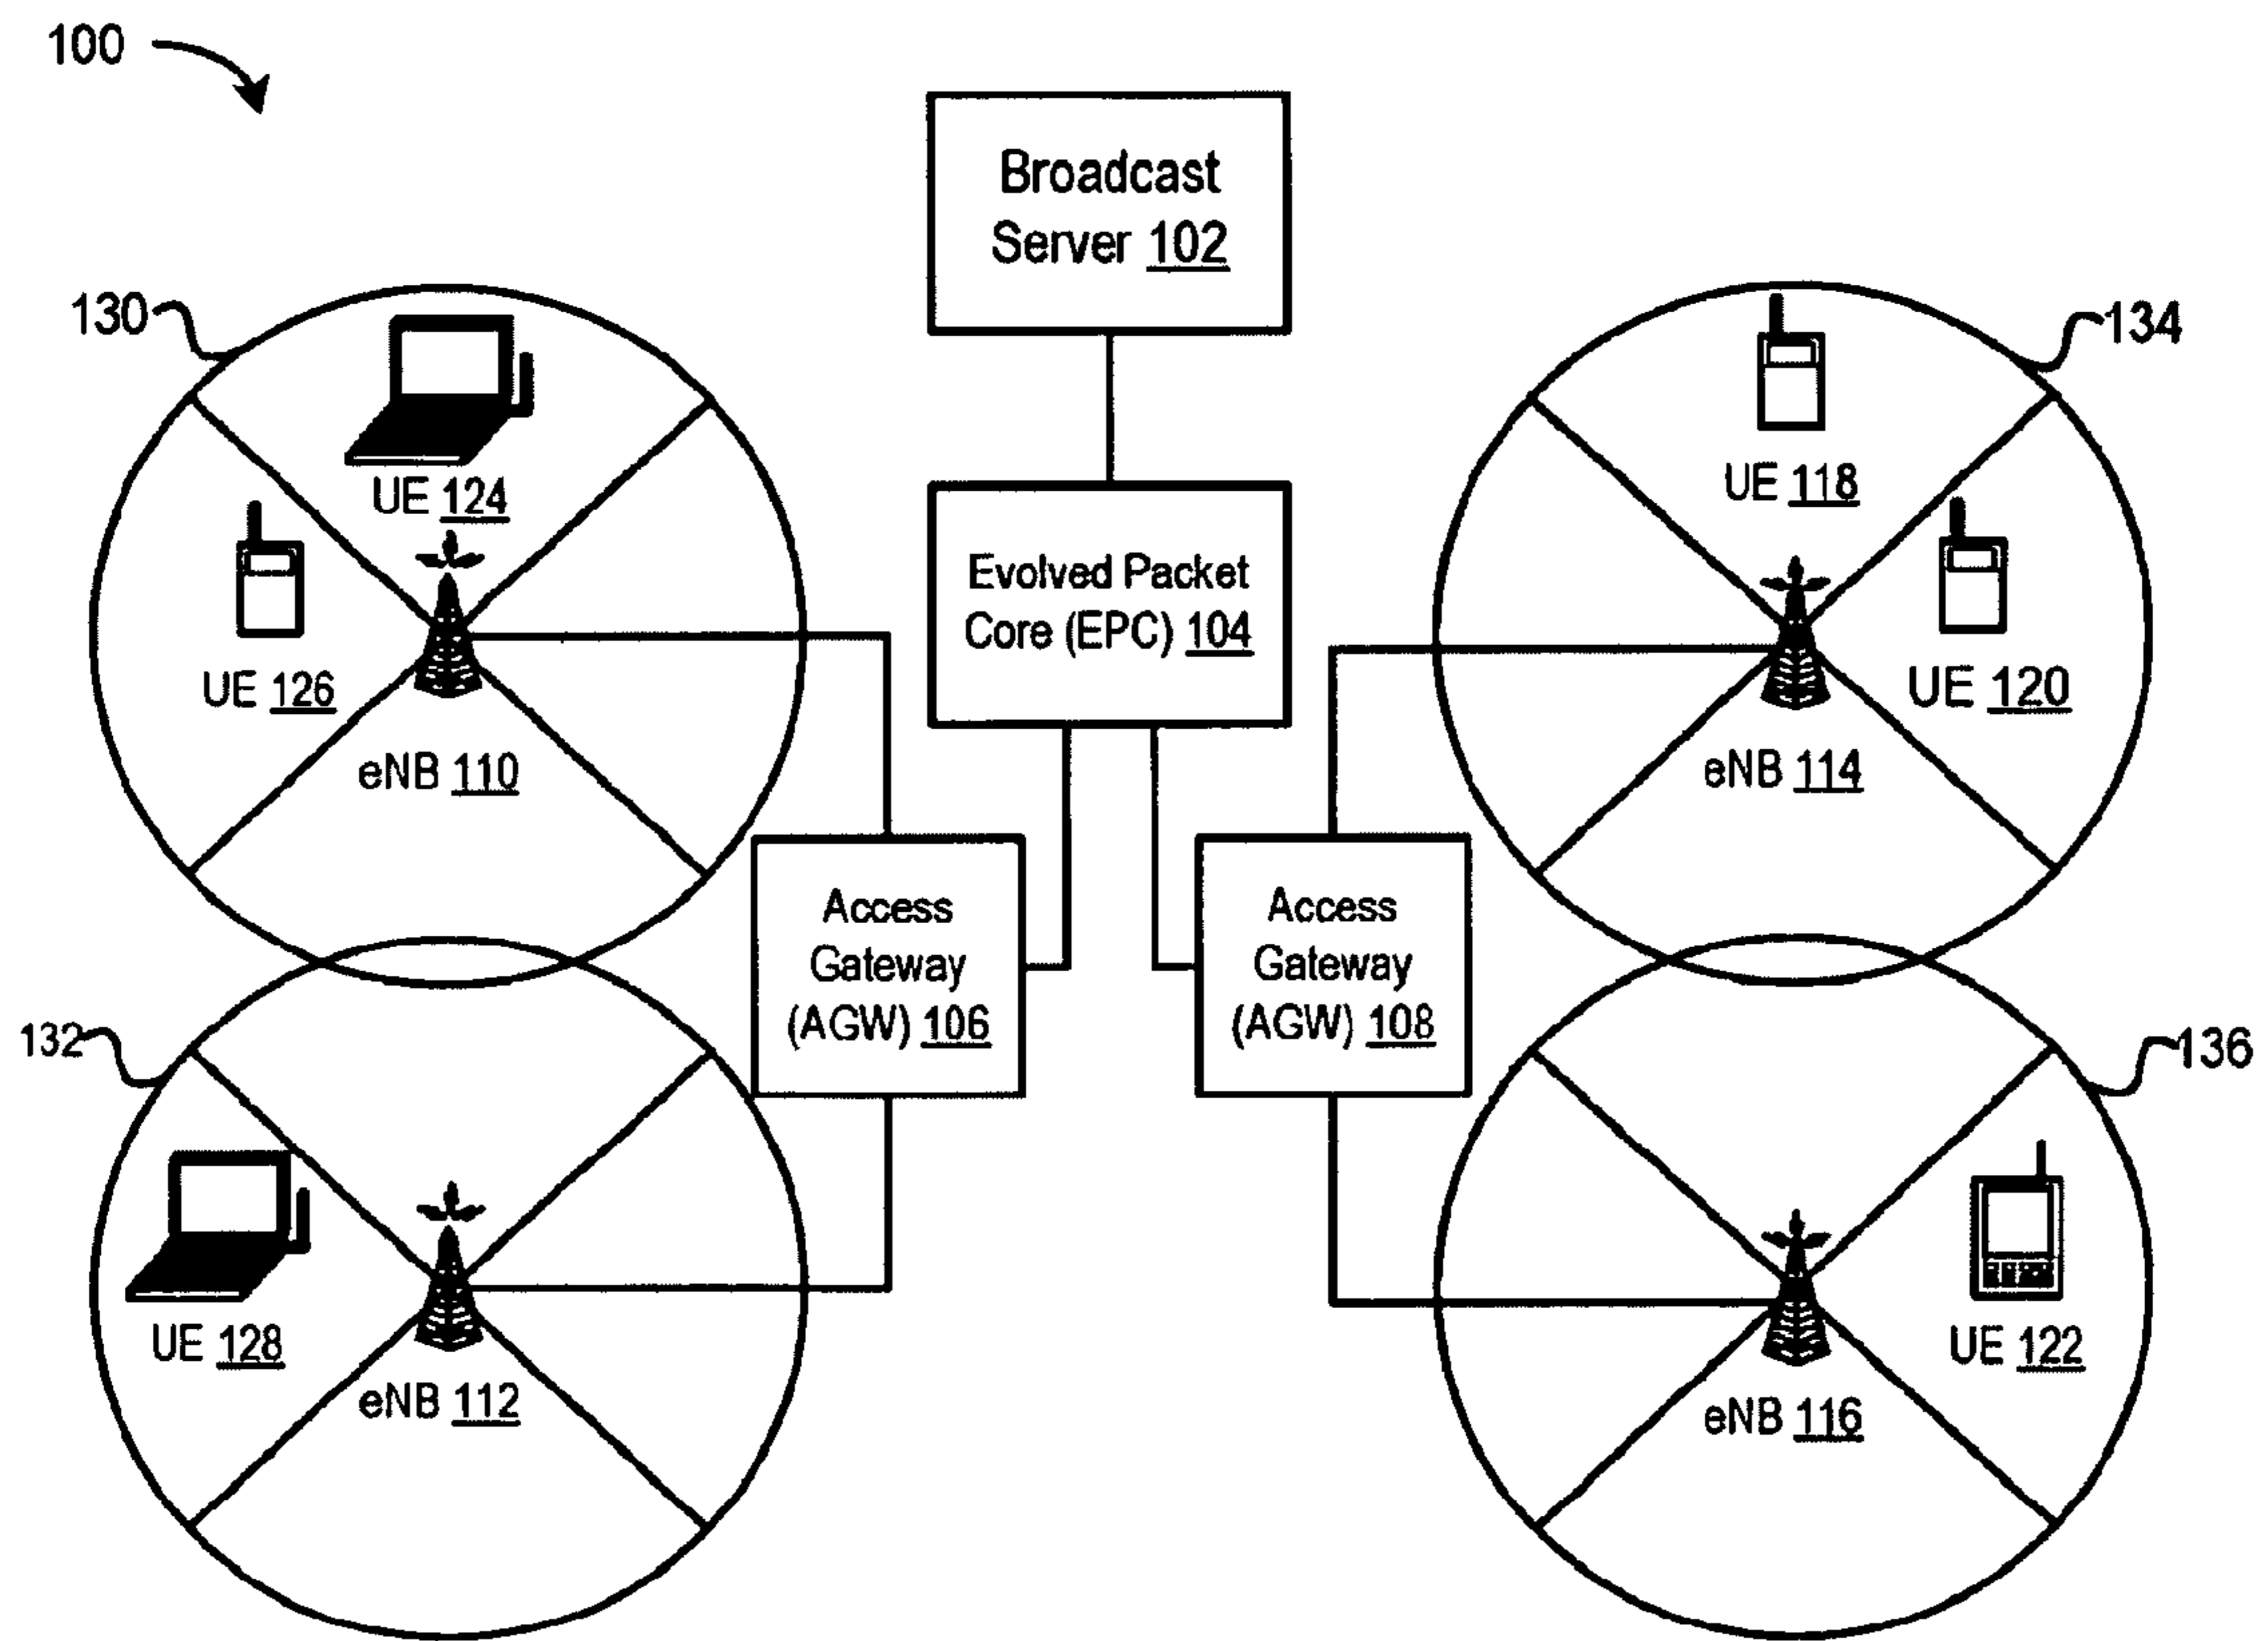 100
Broadcast
Server 102
130
134
UE 124
UE 118
Evolved Packet
Core (EPC) 104
UE 126
UE 120
eNB 110
eNB 114
Access
Gateway
(AGW) 106
Access
Gateway
(AGW) 108
132
136
UE 128
UE 122
eNB 112
eNB 116